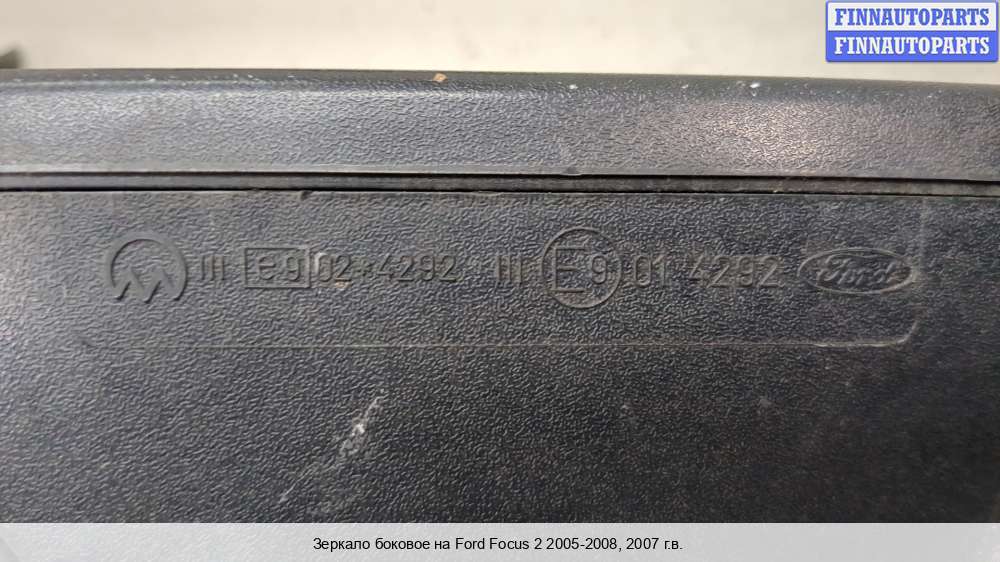 FINNAUTOPARTS
FINNAUTOPARTS
III e9 02*4292 III E9 01 4292 Ford
Зеркало боковое на Ford Focus 2 2005-2008, 2007 г.в.